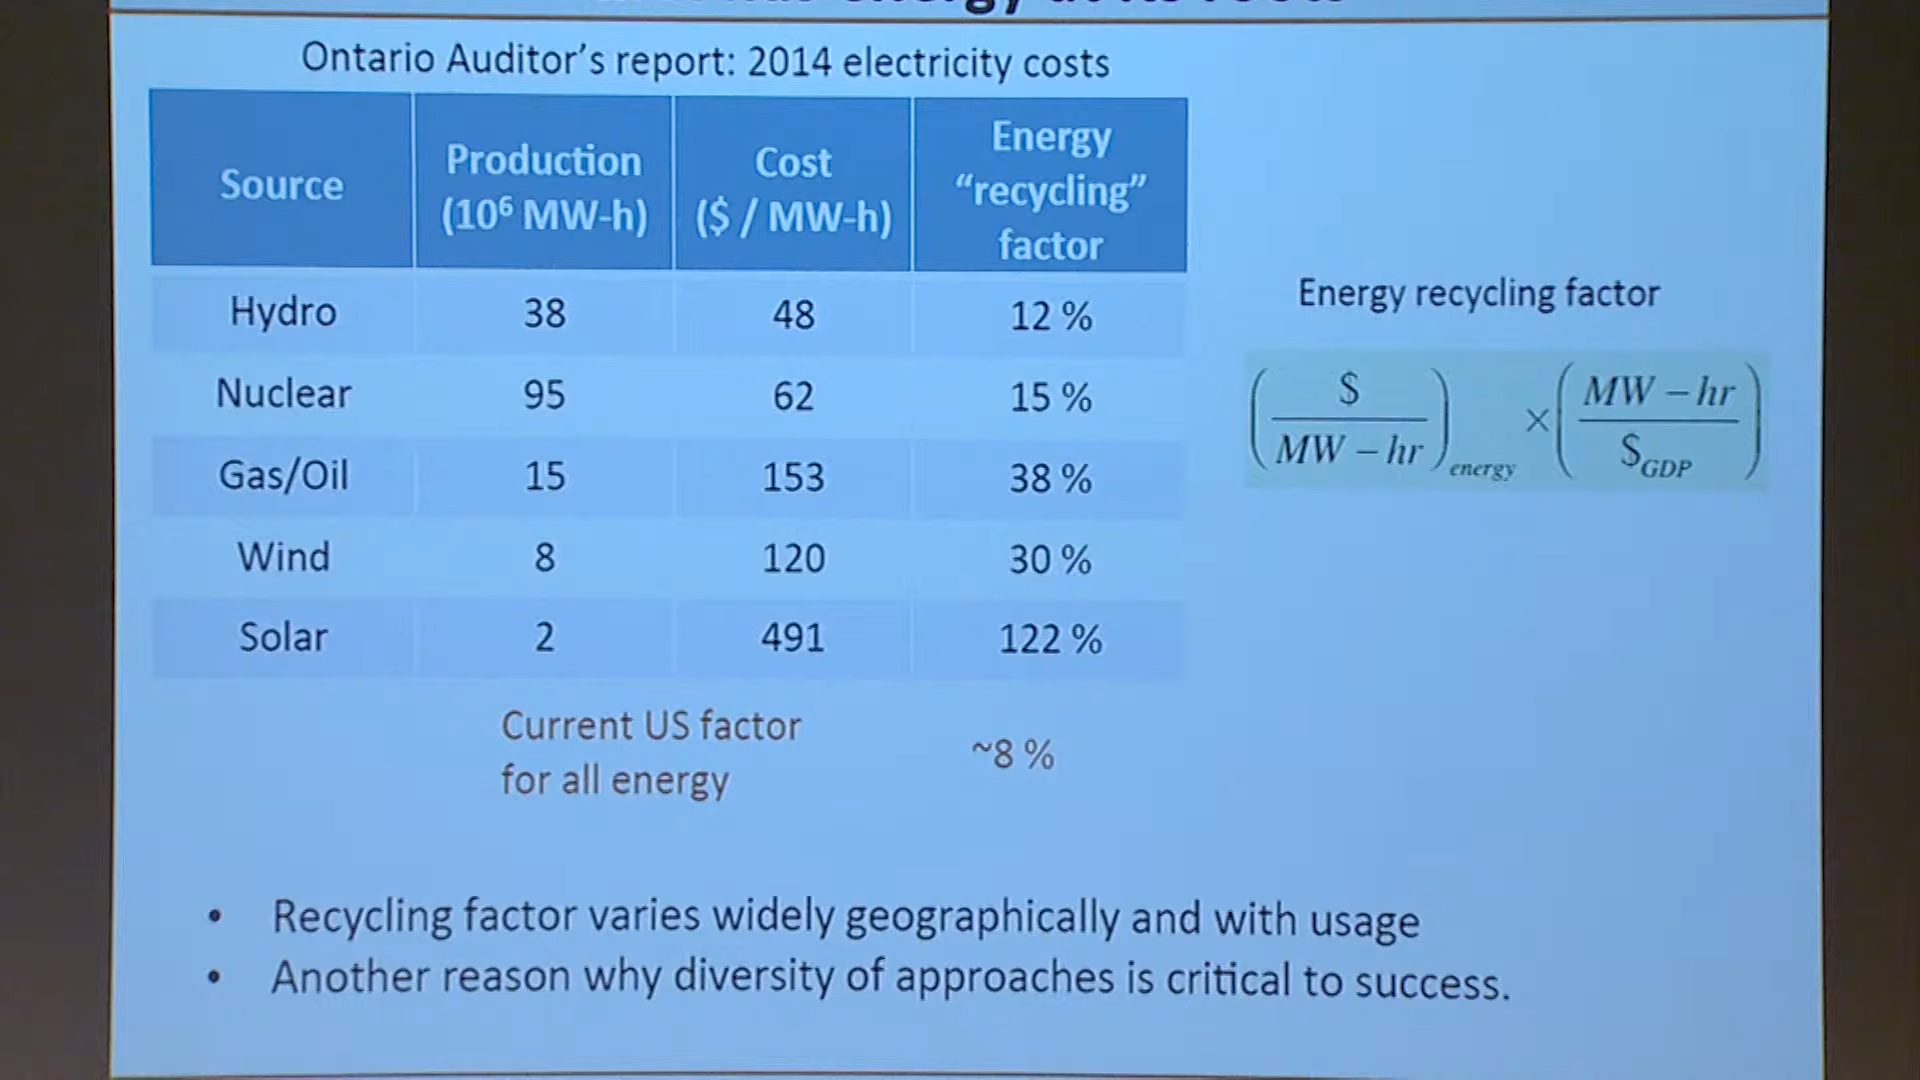 Ontario Auditor's report: 2014 electricity costs
Source Production (10⁶ MW-h) Cost ($ / MW-h) Energy "recycling" factor
Hydro 38 48 12 %
Nuclear 95 62 15 %
Gas/Oil 15 153 38 %
Wind 8 120 30 %
Solar 2 491 122 %
Current US factor
for all energy ~8 %
Energy recycling factor
($ / MW – hr)energy × (MW – hr / $GDP)
• Recycling factor varies widely geographically and with usage
• Another reason why diversity of approaches is critical to success.